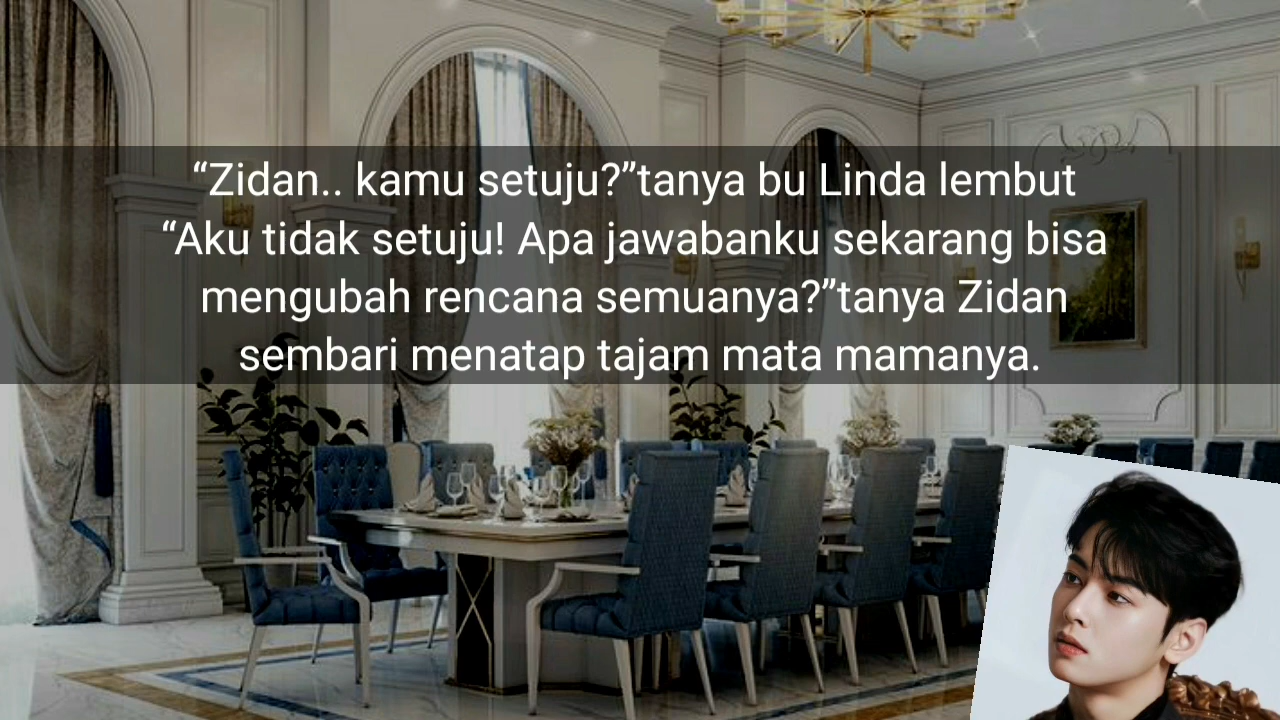 “Zidan.. kamu setuju?”tanya bu Linda lembut
“Aku tidak setuju! Apa jawabanku sekarang bisa
mengubah rencana semuanya?”tanya Zidan
sembari menatap tajam mata mamanya.